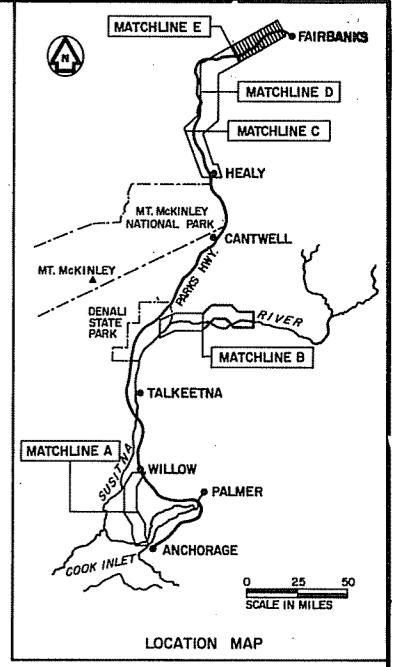 MATCHLINE E
FAIRBANKS
N
MATCHLINE D
MATCHLINE C
HEALY
MT. McKINLEY
NATIONAL PARK
CANTWELL
MT. McKINLEY
PARKS HWY.
DENALI
STATE
PARK
RIVER
MATCHLINE B
TALKEETNA
MATCHLINE A
WILLOW
SUSITNA
PALMER
ANCHORAGE
COOK INLET
0 25 50
SCALE IN MILES
LOCATION MAP